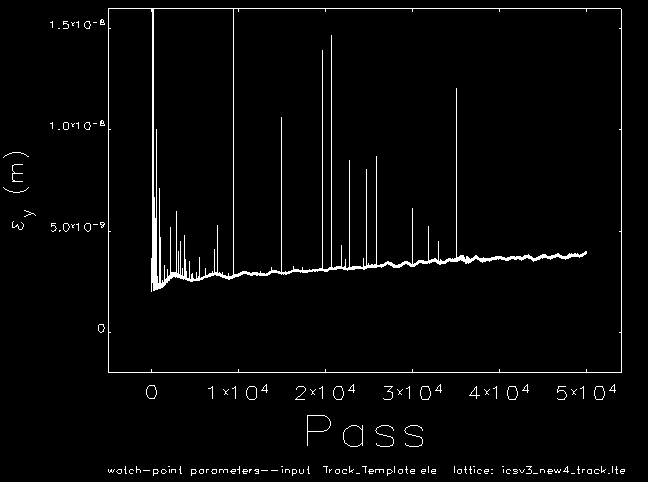 1.5×10⁻⁸
1.0×10⁻⁸
5.0×10⁻⁹
0
ε_y (m)
0 1×10⁴ 2×10⁴ 3×10⁴ 4×10⁴ 5×10⁴
Pass
watch-point parameters--input Track_Template ele lattice: icsv3_new4_track.lte